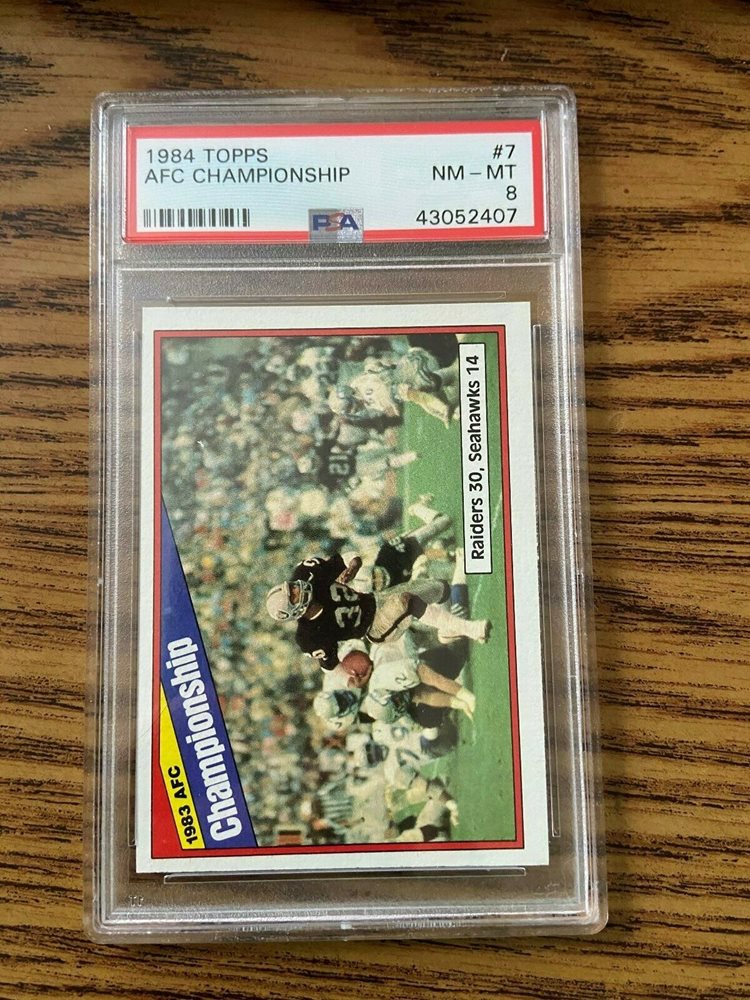 1984 TOPPS
#7
AFC CHAMPIONSHIP
NM - MT
8
PSA
43052407
1983 AFC
Championship
Raiders 30, Seahawks 14
32